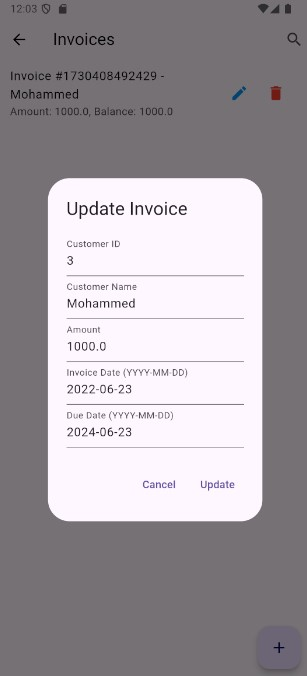 12:03
Invoices
Invoice #1730408492429 -
Mohammed
Amount: 1000.0, Balance: 1000.0
Update Invoice
Customer ID
3
Customer Name
Mohammed
Amount
1000.0
Invoice Date (YYYY-MM-DD)
2022-06-23
Due Date (YYYY-MM-DD)
2024-06-23
Cancel Update